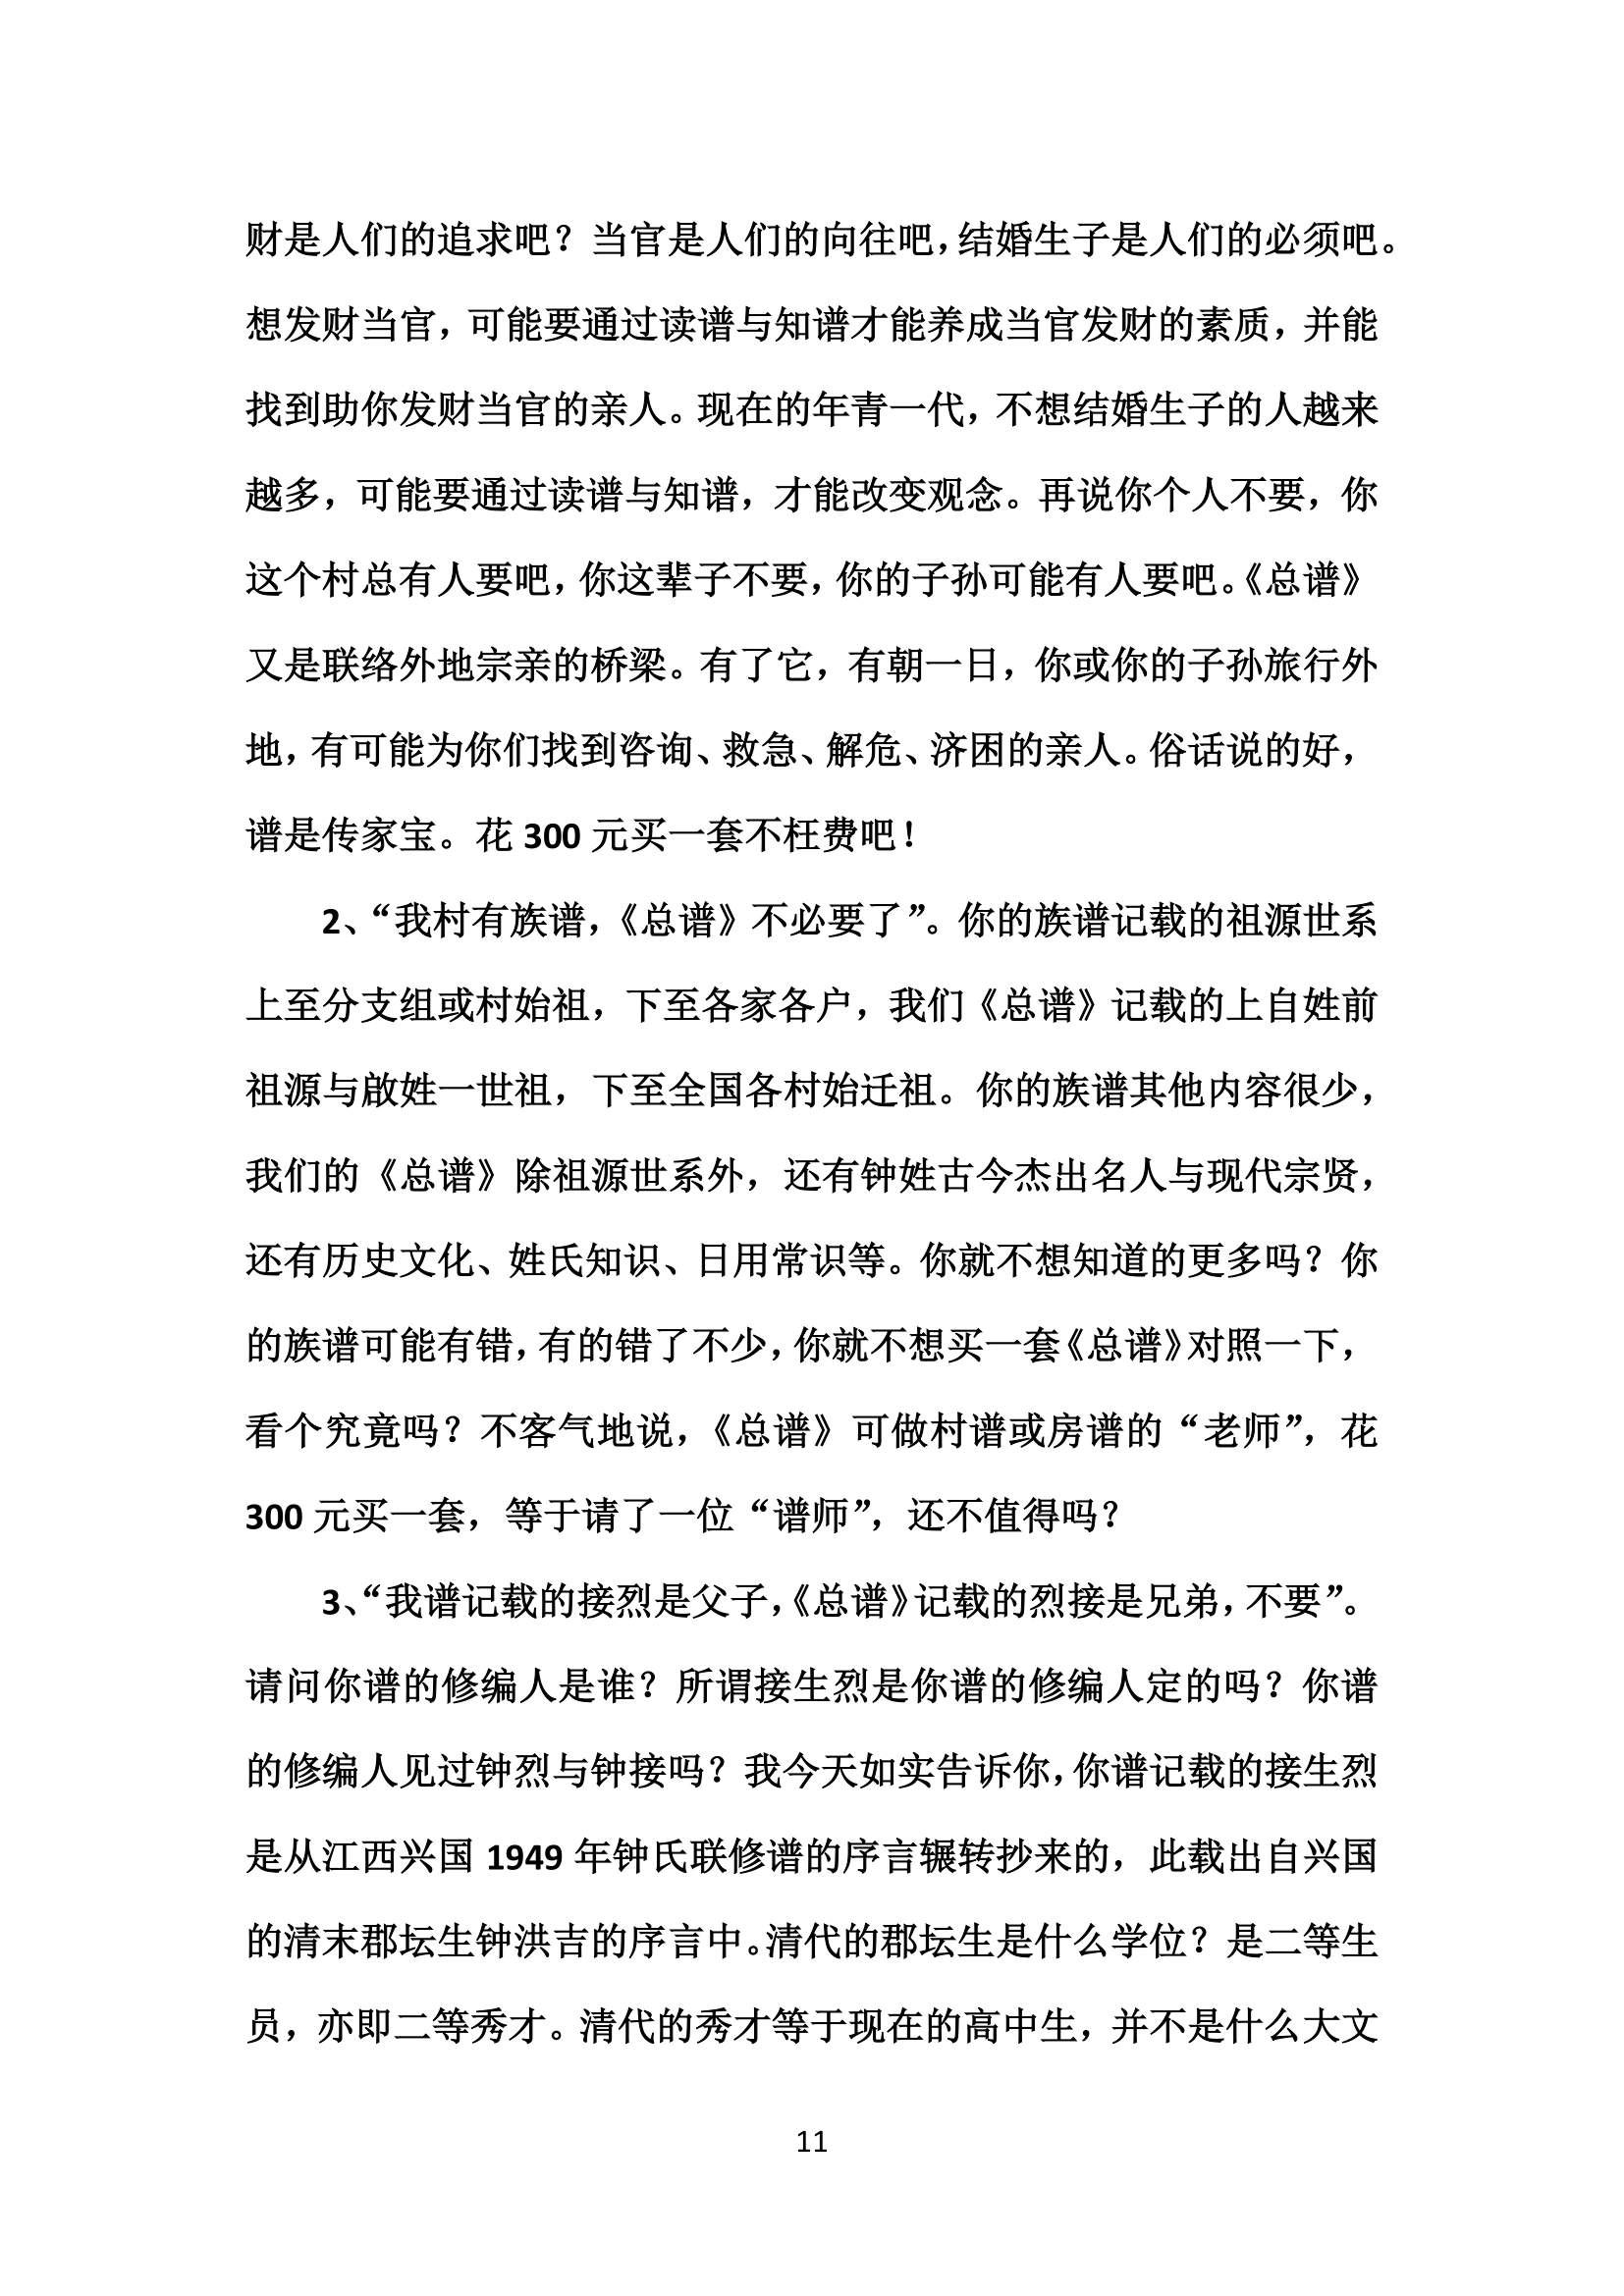 财是人们的追求吧？当官是人们的向往吧，结婚生子是人们的必须吧。
想发财当官，可能要通过读谱与知谱才能养成当官发财的素质，并能
找到助你发财当官的亲人。现在的年青一代，不想结婚生子的人越来
越多，可能要通过读谱与知谱，才能改变观念。再说你个人不要，你
这个村总有人要吧，你这辈子不要，你的子孙可能有人要吧。《总谱》
又是联络外地宗亲的桥梁。有了它，有朝一日，你或你的子孙旅行外
地，有可能为你们找到咨询、救急、解危、济困的亲人。俗话说的好，
谱是传家宝。花 300 元买一套不枉费吧！
2、“我村有族谱，《总谱》不必要了”。你的族谱记载的祖源世系
上至分支组或村始祖，下至各家各户，我们《总谱》记载的上自姓前
祖源与啟姓一世祖，下至全国各村始迁祖。你的族谱其他内容很少，
我们的《总谱》除祖源世系外，还有钟姓古今杰出名人与现代宗贤，
还有历史文化、姓氏知识、日用常识等。你就不想知道的更多吗？你
的族谱可能有错，有的错了不少，你就不想买一套《总谱》对照一下，
看个究竟吗？不客气地说，《总谱》可做村谱或房谱的“老师”，花
300 元买一套，等于请了一位“谱师”，还不值得吗？
3、“我谱记载的接烈是父子，《总谱》记载的烈接是兄弟，不要”。
请问你谱的修编人是谁？所谓接生烈是你谱的修编人定的吗？你谱
的修编人见过钟烈与钟接吗？我今天如实告诉你，你谱记载的接生烈
是从江西兴国 1949 年钟氏联修谱的序言辗转抄来的，此载出自兴国
的清末郡坛生钟洪吉的序言中。清代的郡坛生是什么学位？是二等生
员，亦即二等秀才。清代的秀才等于现在的高中生，并不是什么大文
11